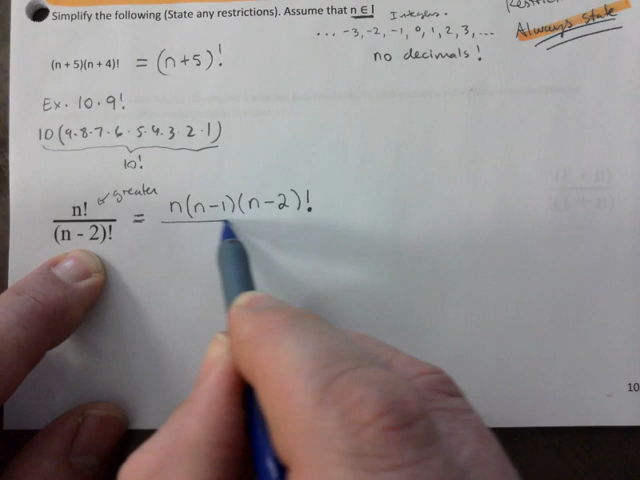 Simplify the following (State any restrictions). Assume that n ∈ I
Integers.
... -3, -2, -1, 0, 1, 2, 3, ...
no decimals!
Always state
(n + 5)(n + 4)! = (n+5)!
Ex. 10·9!
10(9·8·7·6·5·4·3·2·1)
10!
greater
n! = n(n-1)(n-2)!
(n - 2)!
10